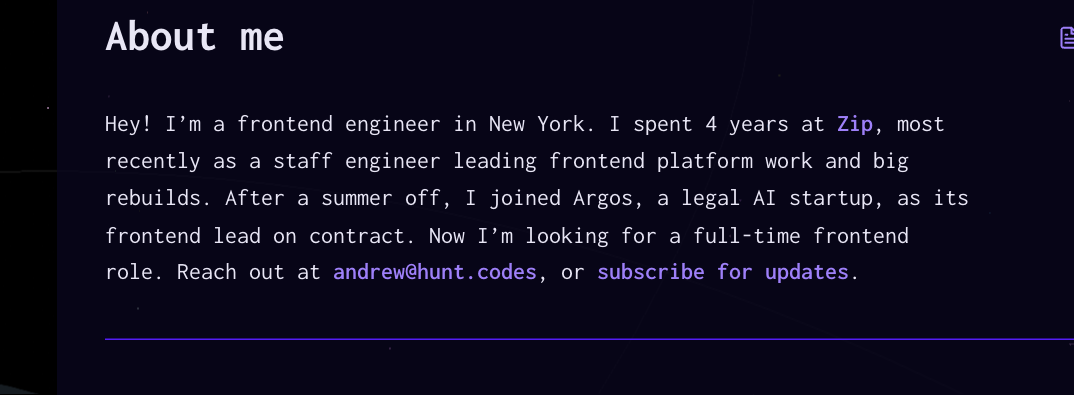 About me
Hey! I’m a frontend engineer in New York. I spent 4 years at Zip, most
recently as a staff engineer leading frontend platform work and big
rebuilds. After a summer off, I joined Argos, a legal AI startup, as its
frontend lead on contract. Now I’m looking for a full-time frontend
role. Reach out at andrew@hunt.codes, or subscribe for updates.